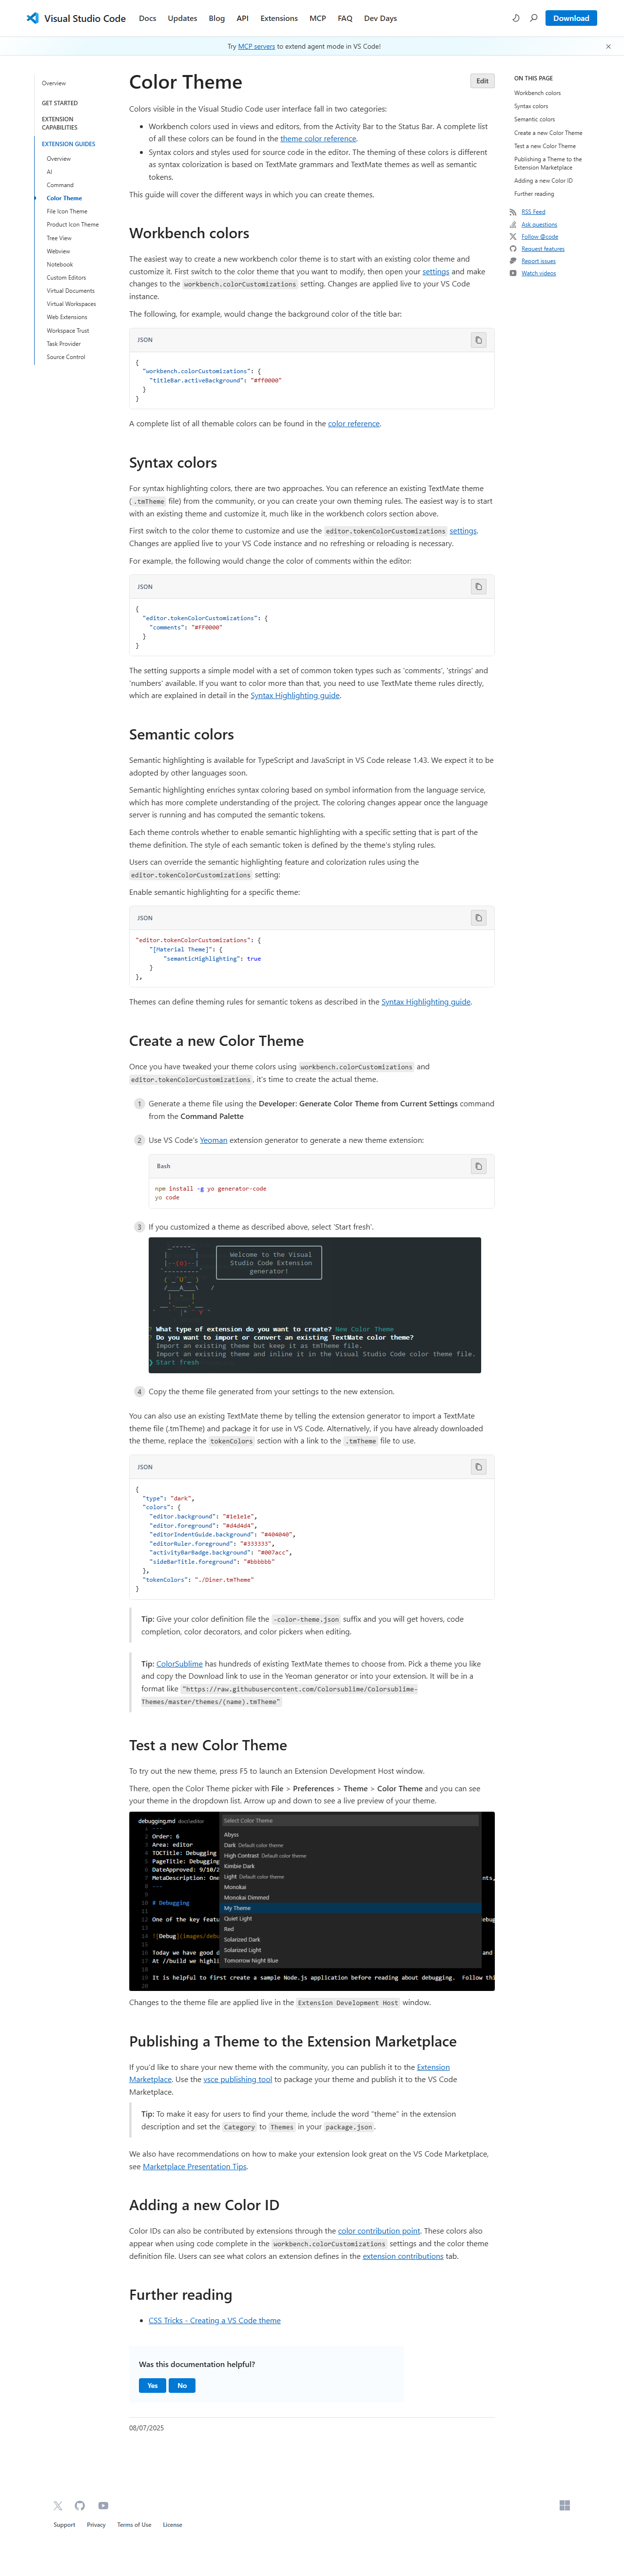 Visual Studio Code Docs Updates Blog API Extensions MCP FAQ Dev Days Download
Try MCP servers to extend agent mode in VS Code!
Overview
GET STARTED
EXTENSION
CAPABILITIES
EXTENSION GUIDES
Overview
AI
Command
Color Theme
File Icon Theme
Product Icon Theme
Tree View
Webview
Notebook
Custom Editors
Virtual Documents
Virtual Workspaces
Web Extensions
Workspace Trust
Task Provider
Source Control
Color Theme
Edit
Colors visible in the Visual Studio Code user interface fall in two categories:
Workbench colors used in views and editors, from the Activity Bar to the Status Bar. A complete list
of all these colors can be found in the theme color reference.
Syntax colors and styles used for source code in the editor. The theming of these colors is different
as syntax colorization is based on TextMate grammars and TextMate themes as well as semantic
tokens.
This guide will cover the different ways in which you can create themes.
Workbench colors
The easiest way to create a new workbench color theme is to start with an existing color theme and
customize it. First switch to the color theme that you want to modify, then open your settings and make
changes to the workbench.colorCustomizations setting. Changes are applied live to your VS Code
instance.
The following, for example, would change the background color of the title bar:
JSON
{
"workbench.colorCustomizations": {
"titleBar.activeBackground": "#ff0000"
}
}
A complete list of all themable colors can be found in the color reference.
Syntax colors
For syntax highlighting colors, there are two approaches. You can reference an existing TextMate theme
(.tmTheme file) from the community, or you can create your own theming rules. The easiest way is to start
with an existing theme and customize it, much like in the workbench colors section above.
First switch to the color theme to customize and use the editor.tokenColorCustomizations settings.
Changes are applied live to your VS Code instance and no refreshing or reloading is necessary.
For example, the following would change the color of comments within the editor:
JSON
{
"editor.tokenColorCustomizations": {
"comments": "#FF0000"
}
}
The setting supports a simple model with a set of common token types such as 'comments', 'strings' and
'numbers' available. If you want to color more than that, you need to use TextMate theme rules directly,
which are explained in detail in the Syntax Highlighting guide.
Semantic colors
Semantic highlighting is available for TypeScript and JavaScript in VS Code release 1.43. We expect it to be
adopted by other languages soon.
Semantic highlighting enriches syntax coloring based on symbol information from the language service,
which has more complete understanding of the project. The coloring changes appear once the language
server is running and has computed the semantic tokens.
Each theme controls whether to enable semantic highlighting with a specific setting that is part of the
theme definition. The style of each semantic token is defined by the theme's styling rules.
Users can override the semantic highlighting feature and colorization rules using the
editor.tokenColorCustomizations setting:
Enable semantic highlighting for a specific theme:
JSON
"editor.tokenColorCustomizations": {
"[Material Theme]": {
"semanticHighlighting": true
}
},
Themes can define theming rules for semantic tokens as described in the Syntax Highlighting guide.
Create a new Color Theme
Once you have tweaked your theme colors using workbench.colorCustomizations and
editor.tokenColorCustomizations, it's time to create the actual theme.
1 Generate a theme file using the Developer: Generate Color Theme from Current Settings command
from the Command Palette
2 Use VS Code's Yeoman extension generator to generate a new theme extension:
Bash
npm install -g yo generator-code
yo code
3 If you customized a theme as described above, select 'Start fresh'.
Welcome to the Visual
Studio Code Extension
generator!
? What type of extension do you want to create? New Color Theme
? Do you want to import or convert an existing TextMate color theme?
Import an existing theme but keep it as tmTheme file.
Import an existing theme and inline it in the Visual Studio Code color theme file.
❯ Start fresh
4 Copy the theme file generated from your settings to the new extension.
You can also use an existing TextMate theme by telling the extension generator to import a TextMate
theme file (.tmTheme) and package it for use in VS Code. Alternatively, if you have already downloaded
the theme, replace the tokenColors section with a link to the .tmTheme file to use.
JSON
{
"type": "dark",
"colors": {
"editor.background": "#1e1e1e",
"editor.foreground": "#d4d4d4",
"editorIndentGuide.background": "#404040",
"editorRuler.foreground": "#333333",
"activityBarBadge.background": "#007acc",
"sideBarTitle.foreground": "#bbbbbb"
},
"tokenColors": "./Diner.tmTheme"
}
Tip: Give your color definition file the -color-theme.json suffix and you will get hovers, code
completion, color decorators, and color pickers when editing.
Tip: ColorSublime has hundreds of existing TextMate themes to choose from. Pick a theme you like
and copy the Download link to use in the Yeoman generator or into your extension. It will be in a
format like "https://raw.githubusercontent.com/Colorsublime/Colorsublime-
Themes/master/themes/(name).tmTheme"
Test a new Color Theme
To try out the new theme, press F5 to launch an Extension Development Host window.
There, open the Color Theme picker with File > Preferences > Theme > Color Theme and you can see
your theme in the dropdown list. Arrow up and down to see a live preview of your theme.
debugging.md docs\editor
Select Color Theme
1 ---
2 Order: 6
3 Area: editor
4 TOCTitle: Debugging
5 PageTitle: Debugging
6 DateApproved: 9/10/2
7 MetaDescription: One
8 ---
9
10 # Debugging
11
12 One of the key featu
13
14 ![Debug](images/debu
15
16 Today we have good d
17 At //build we highli
18
19 It is helpful to first create a sample Node.js application before reading about debugging. Follow thi
20
Abyss
Dark Default color theme
High Contrast Default color theme
Kimbie Dark
Light Default color theme
Monokai
Monokai Dimmed
My Theme
Quiet Light
Red
Solarized Dark
Solarized Light
Tomorrow Night Blue
Changes to the theme file are applied live in the Extension Development Host window.
Publishing a Theme to the Extension Marketplace
If you'd like to share your new theme with the community, you can publish it to the Extension
Marketplace. Use the vsce publishing tool to package your theme and publish it to the VS Code
Marketplace.
Tip: To make it easy for users to find your theme, include the word "theme" in the extension
description and set the Category to Themes in your package.json.
We also have recommendations on how to make your extension look great on the VS Code Marketplace,
see Marketplace Presentation Tips.
Adding a new Color ID
Color IDs can also be contributed by extensions through the color contribution point. These colors also
appear when using code complete in the workbench.colorCustomizations settings and the color theme
definition file. Users can see what colors an extension defines in the extension contributions tab.
Further reading
CSS Tricks - Creating a VS Code theme
Was this documentation helpful?
Yes No
08/07/2025
ON THIS PAGE
Workbench colors
Syntax colors
Semantic colors
Create a new Color Theme
Test a new Color Theme
Publishing a Theme to the
Extension Marketplace
Adding a new Color ID
Further reading
RSS Feed
Ask questions
Follow @code
Request features
Report issues
Watch videos
Support Privacy Terms of Use License